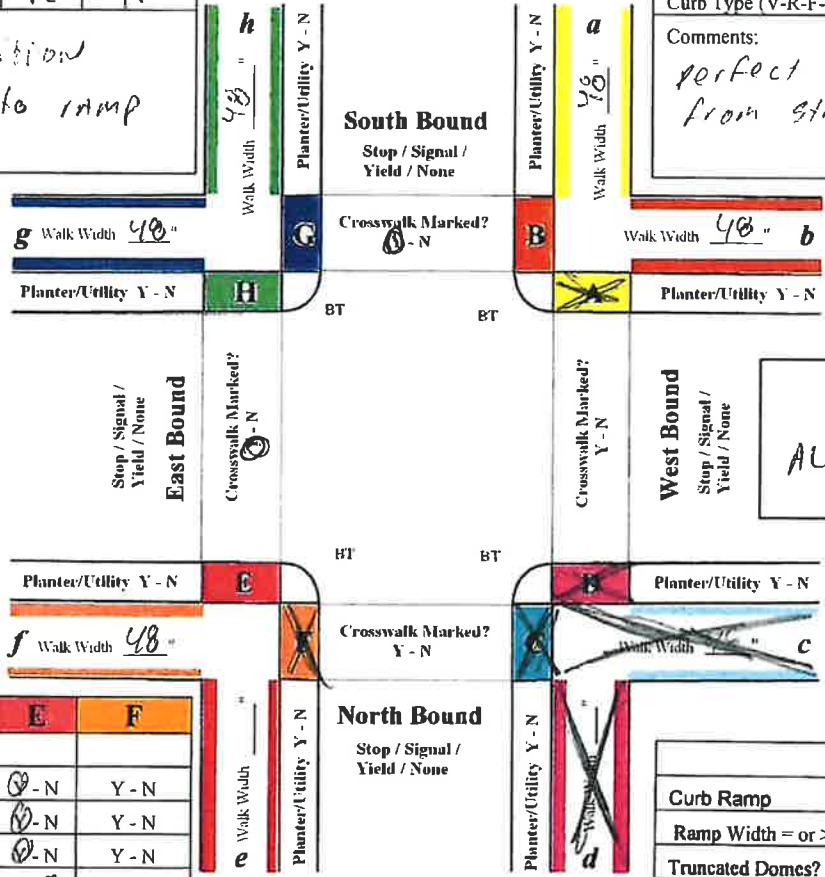 to ramp
h
Planter/Utility Y - N
Walk Width 48 "
South Bound
Stop / Signal /
Yield / None
Planter/Utility Y - N
a
Walk Width 48 "
Curb Type (V-R-F-
Comments:
perfect
from
g Walk Width 48 "
G
Crosswalk Marked?
Y - N
B
Walk Width 48 " b
Planter/Utility Y - N
H
BT
BT
A
Planter/Utility Y - N
Stop / Signal /
Yield / None
East Bound
Crosswalk Marked?
Y - N
Crosswalk Marked?
Y - N
West Bound
Stop / Signal /
Yield / None
AL
BT
BT
Planter/Utility Y - N
E
Planter/Utility Y - N
f Walk Width 48 "
F
Crosswalk Marked?
Y - N
C
Walk Width " c
E F
Y - N Y - N
Y - N Y - N
Y - N Y - N
Walk Width "
e
Planter/Utility Y - N
North Bound
Stop / Signal /
Yield / None
Planter/Utility Y - N
Walk Width "
d
Curb Ramp
Ramp Width = or >
Truncated Domes?